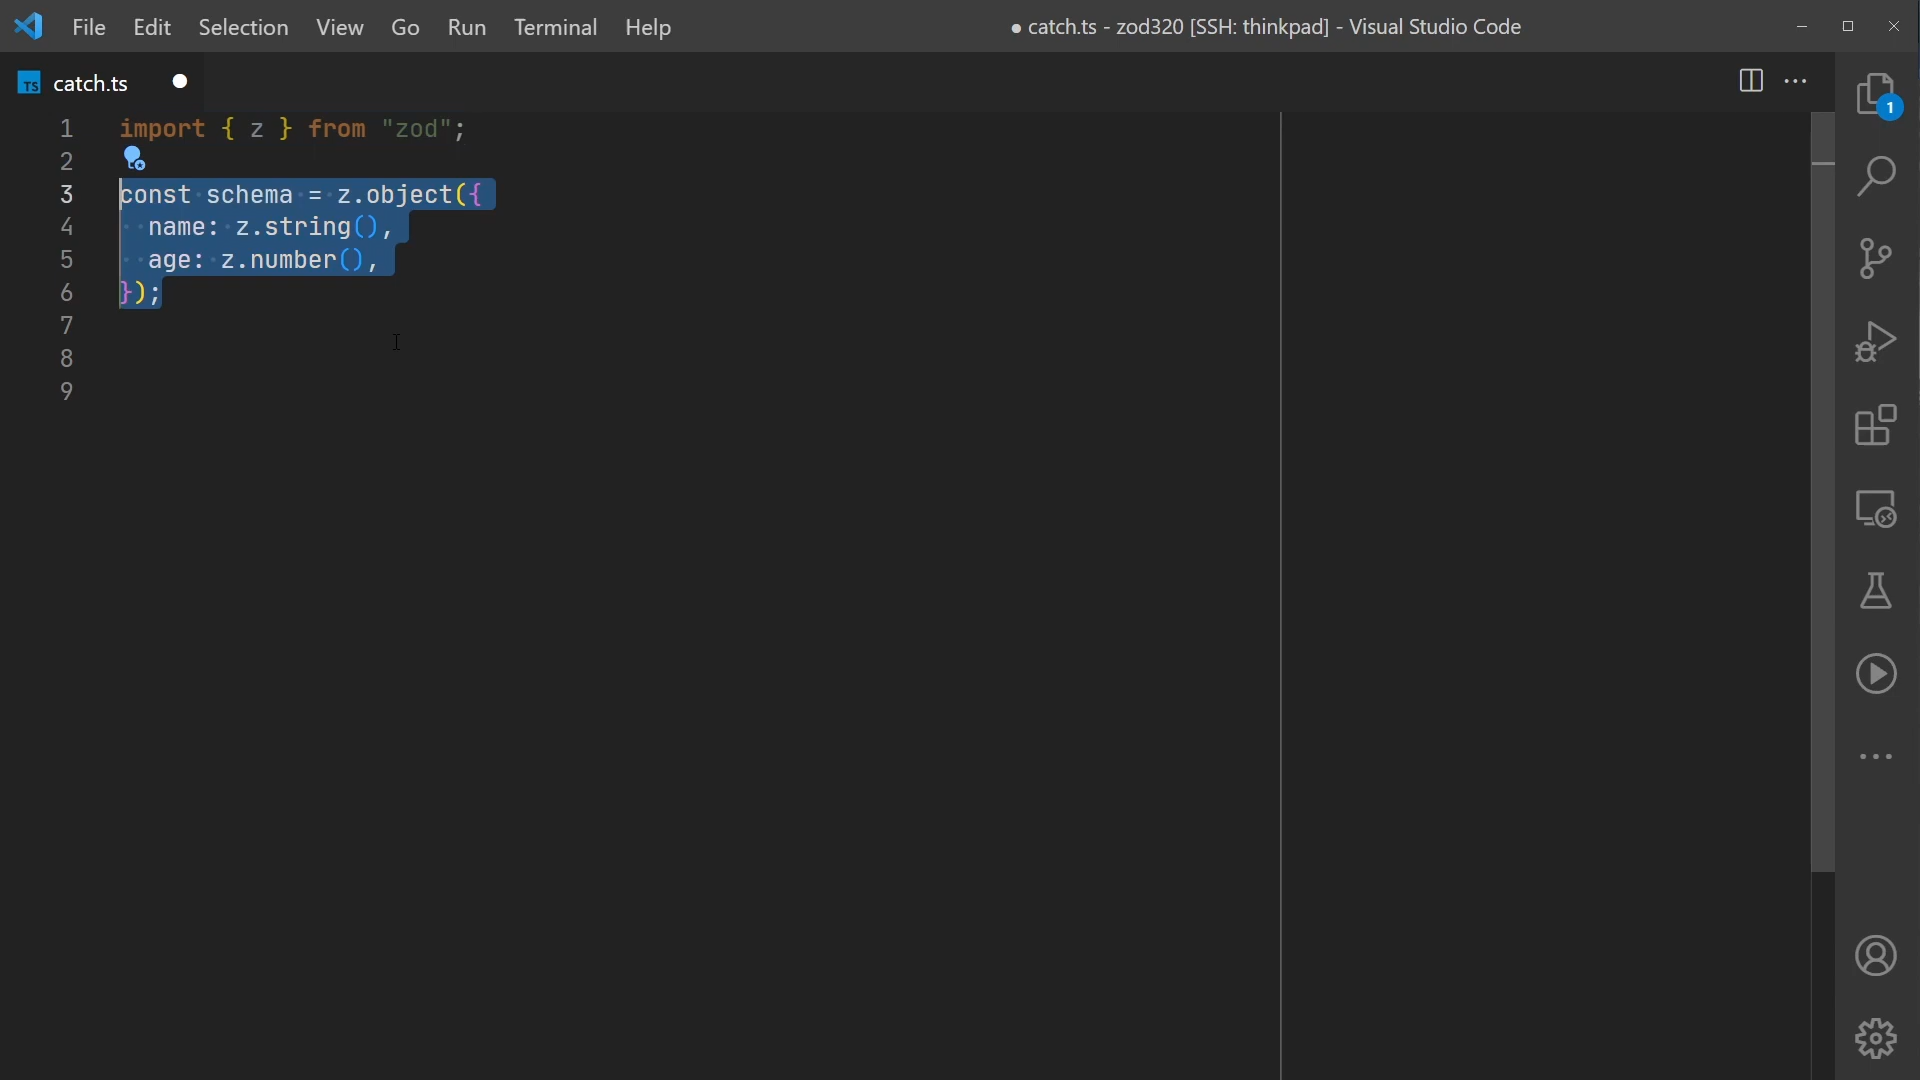 File Edit Selection View Go Run Terminal Help
● catch.ts - zod320 [SSH: thinkpad] - Visual Studio Code
TS catch.ts
1 import { z } from "zod";
2
3 const schema = z.object({
4   name: z.string(),
5   age: z.number(),
6 });
7
8
9
1